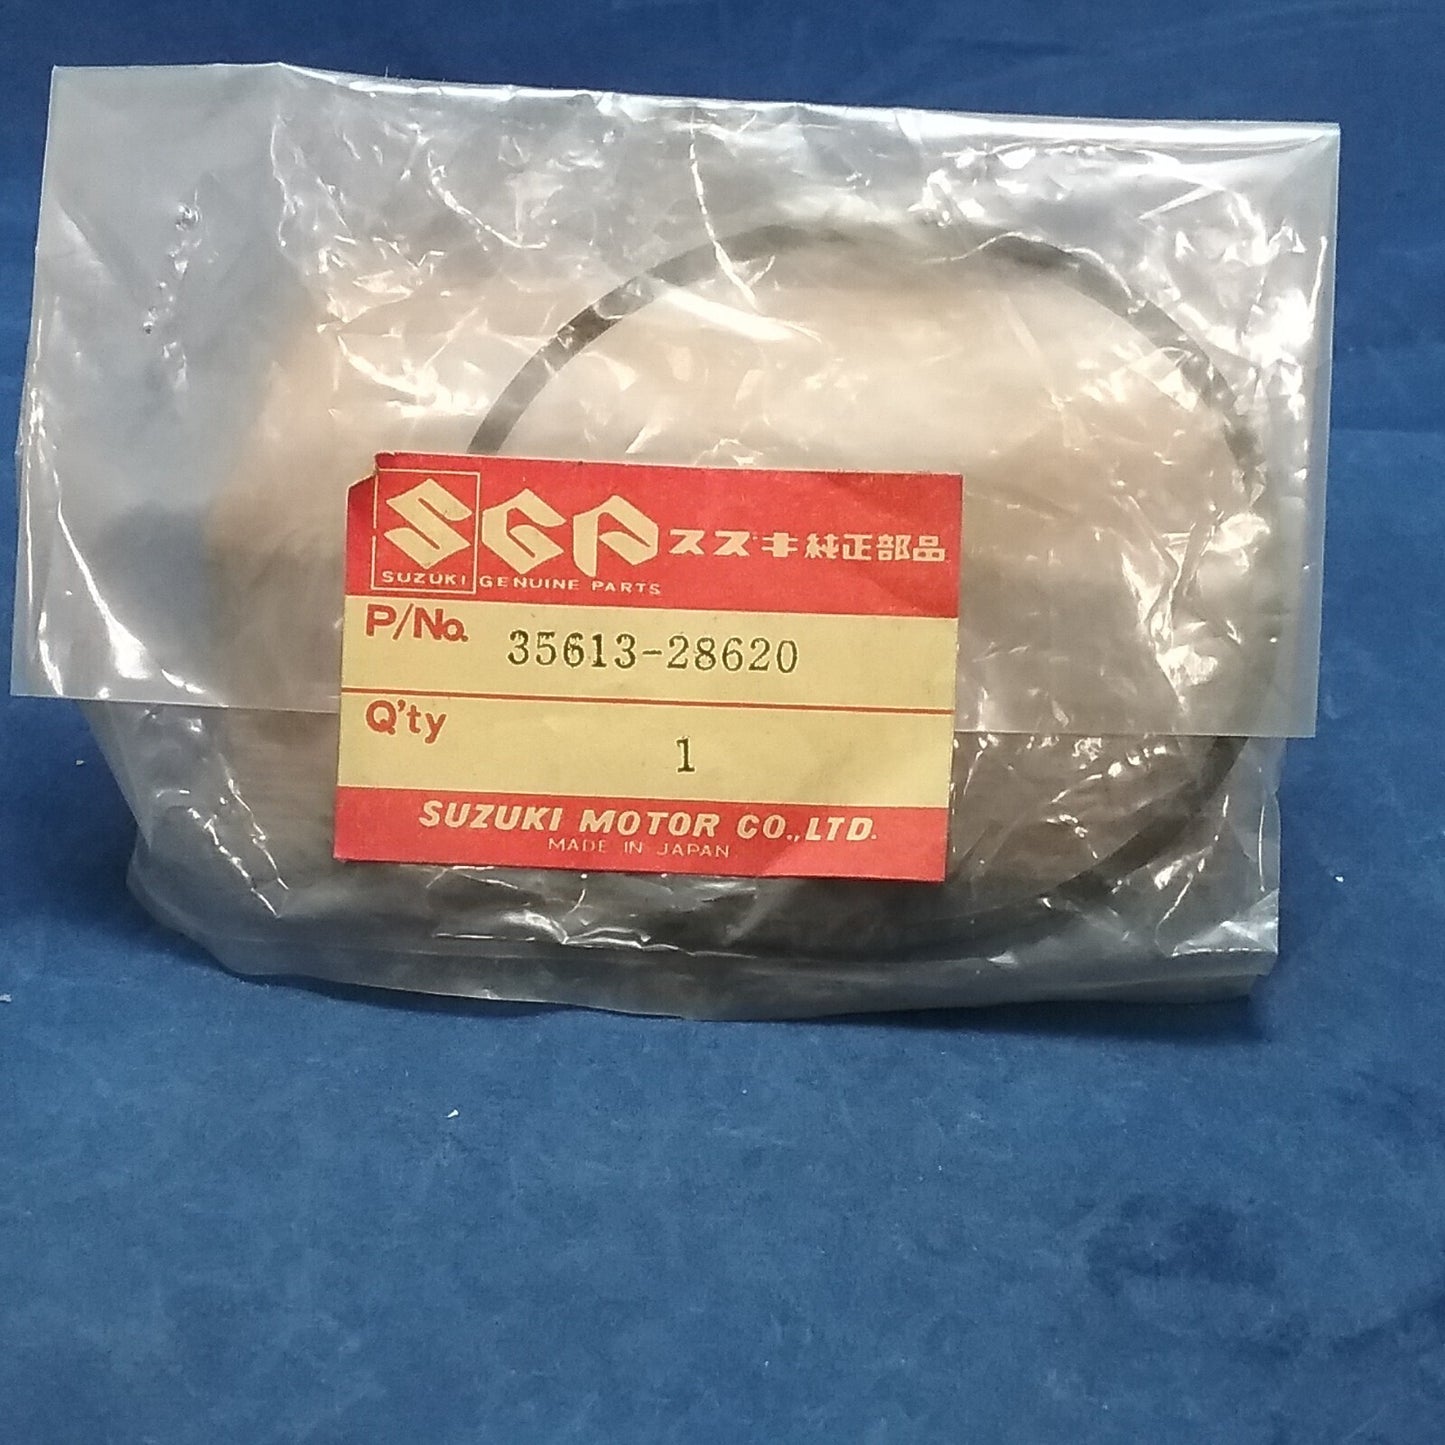 SGP スズキ純正部品
SUZUKI GENUINE PARTS
P/No. 35613-28620
Q'ty 1
SUZUKI MOTOR CO.,LTD.
MADE IN JAPAN